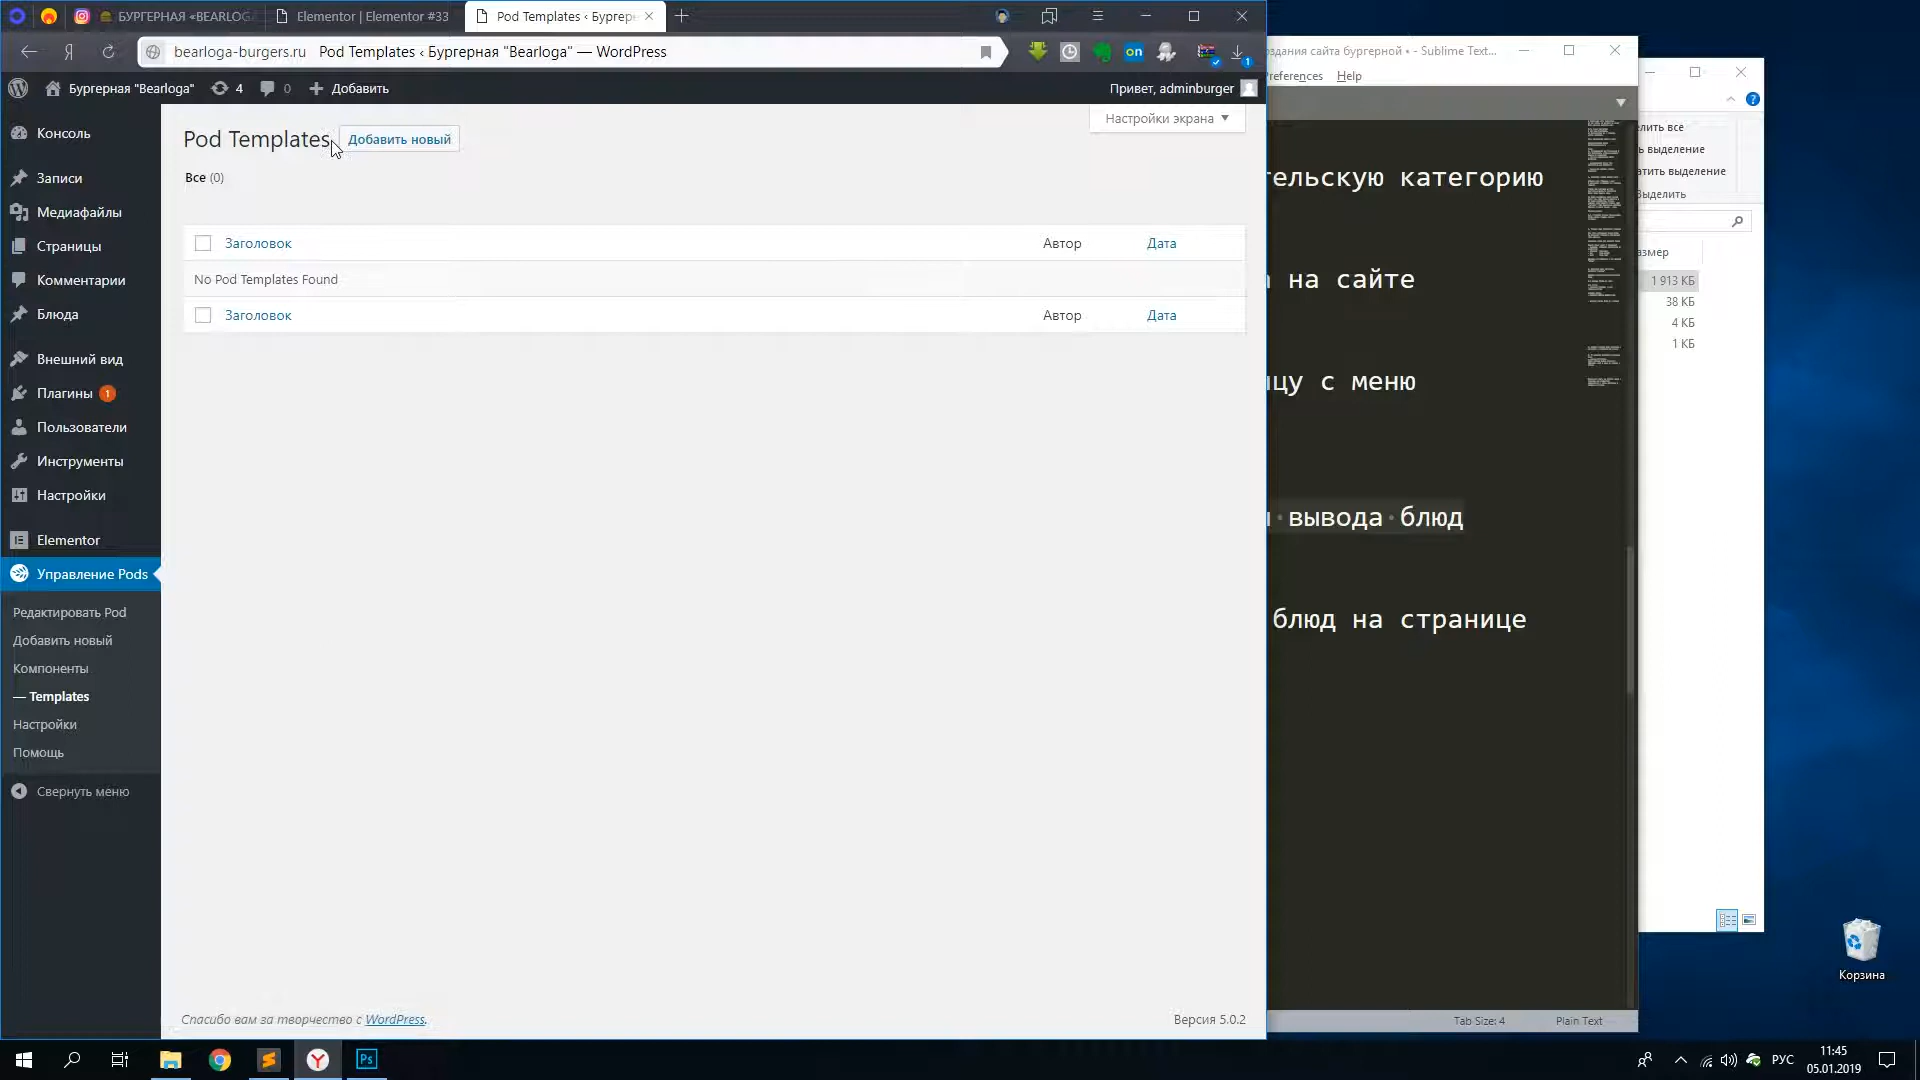 БУРГЕРНАЯ «BEARLOG
Elementor | Elementor #33
Pod Templates ‹ Бургер
bearloga-burgers.ru
Pod Templates ‹ Бургерная "Bearloga" — WordPress
on
1
Бургерная "Bearloga"
4
0
Добавить
Привет, adminburger
Консоль
Записи
Медиафайлы
Страницы
Комментарии
Блюда
Внешний вид
Плагины 1
Пользователи
Инструменты
Настройки
Elementor
Управление Pods
Редактировать Pod
Добавить новый
Компоненты
— Templates
Настройки
Помощь
Свернуть меню
Pod Templates
Добавить новый
Настройки экрана
Все (0)
Заголовок
Автор
Дата
No Pod Templates Found
Заголовок
Автор
Дата
Спасибо вам за творчество с WordPress.
Версия 5.0.2
здания сайта бургерной • - Sublime Text...
references
Help
ельскую категорию
на сайте
цу с меню
вывода блюд
блюд на странице
Tab Size: 4
Plain Text
лить все
ь выделение
атить выделение
Выделить
азмер
1 913 КБ
38 КБ
4 КБ
1 КБ
Корзина
Ps
РУС
11:45
05.01.2019